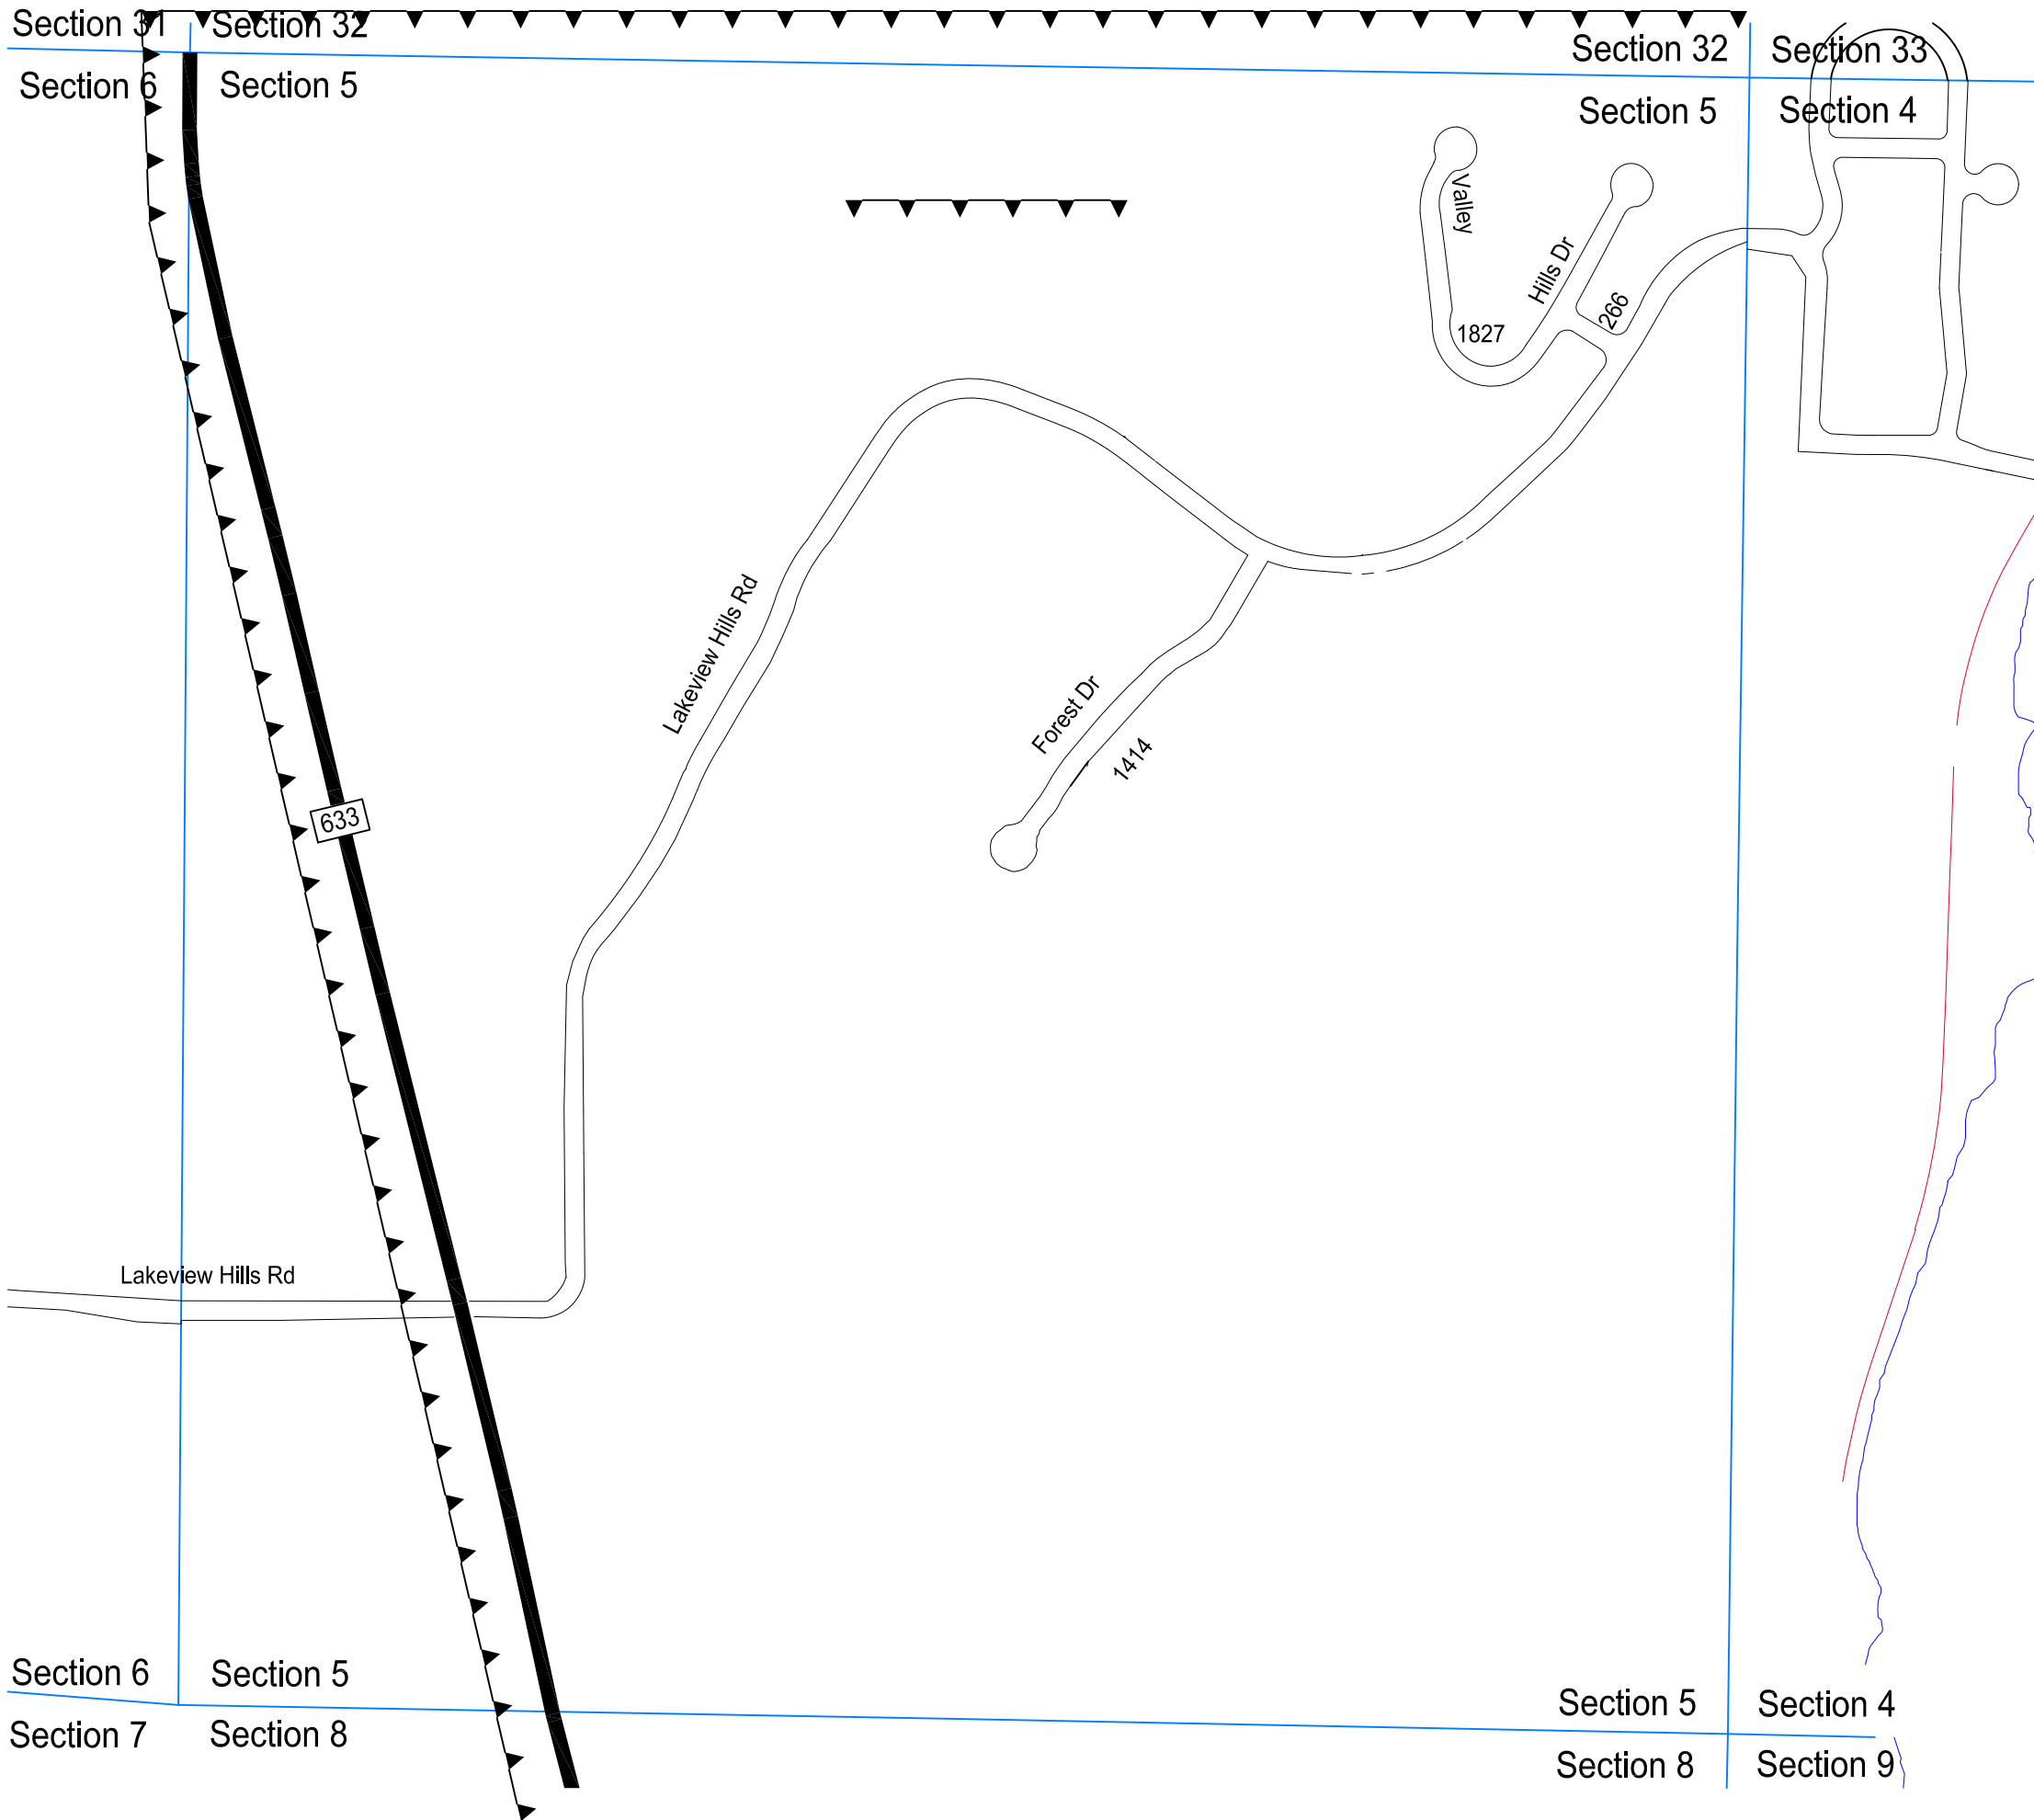 Section 31
Section 32
Section 32
Section 33
Section 6
Section 5
Section 5
Section 4
Valley
Hills Dr
266
1827
Lakeview Hills Rd
Forest Dr
1414
633
Lakeview Hills Rd
Section 6
Section 5
Section 5
Section 4
Section 7
Section 8
Section 8
Section 9